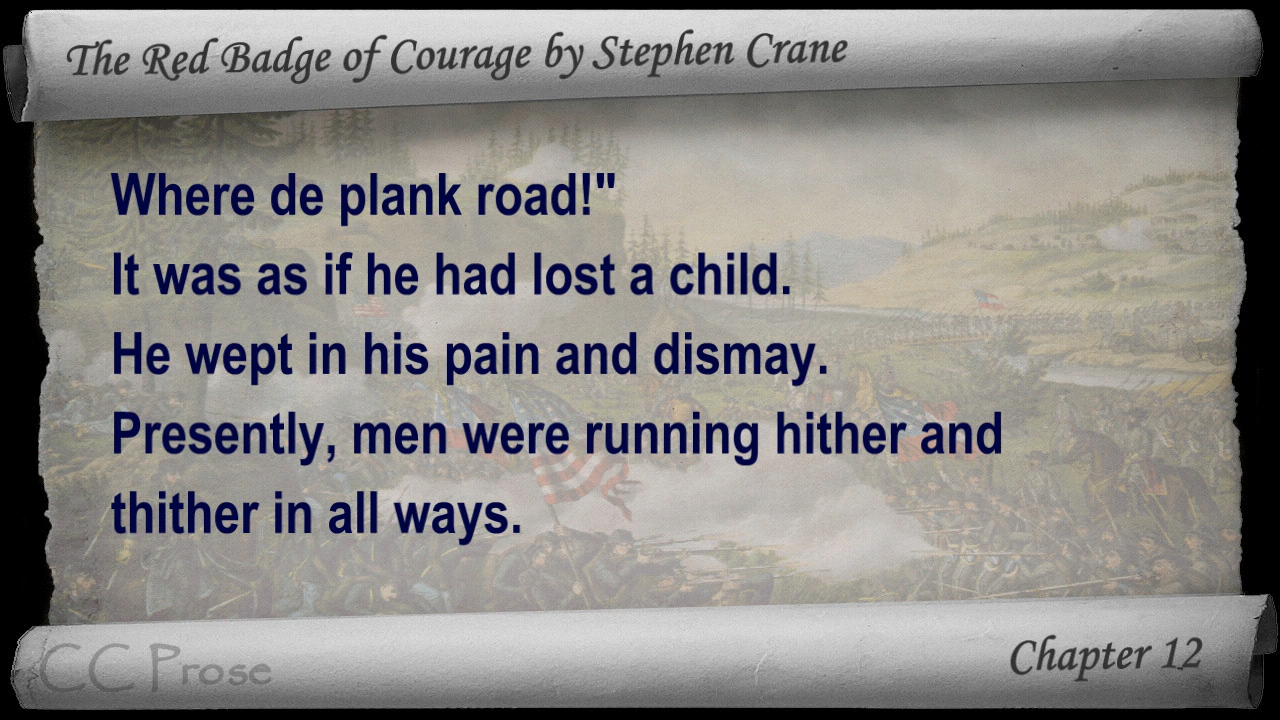 The Red Badge of Courage by Stephen Crane
Where de plank road!"
It was as if he had lost a child.
He wept in his pain and dismay.
Presently, men were running hither and
thither in all ways.
CC Prose
Chapter 12